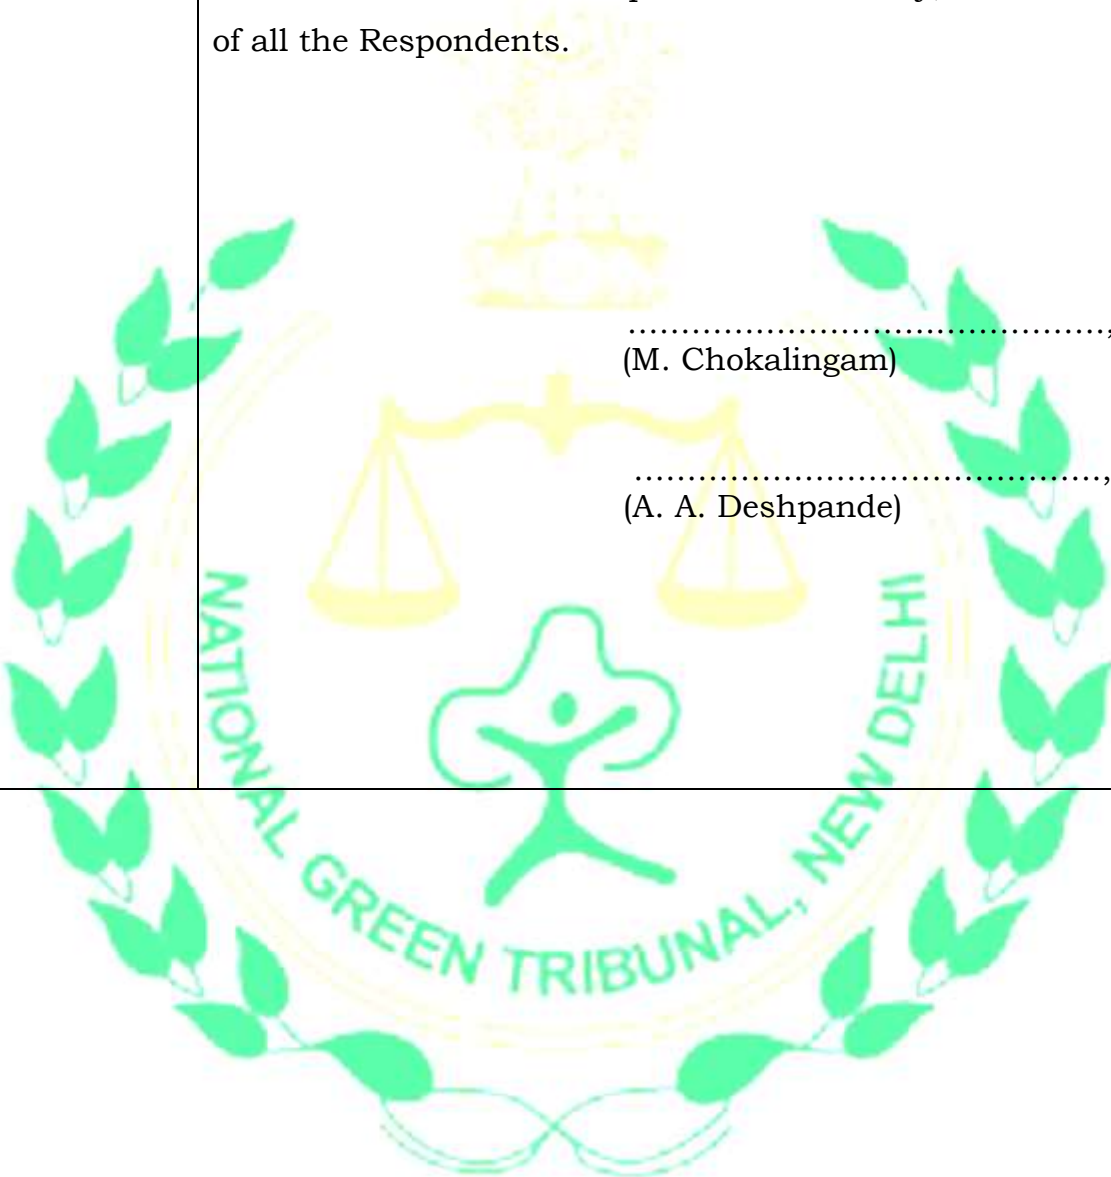 of all the Respondents.
…………………………………………,
(M. Chokalingam)
…………………………………………,
(A. A. Deshpande)
NATIONAL GREEN TRIBUNAL, NEW DELHI